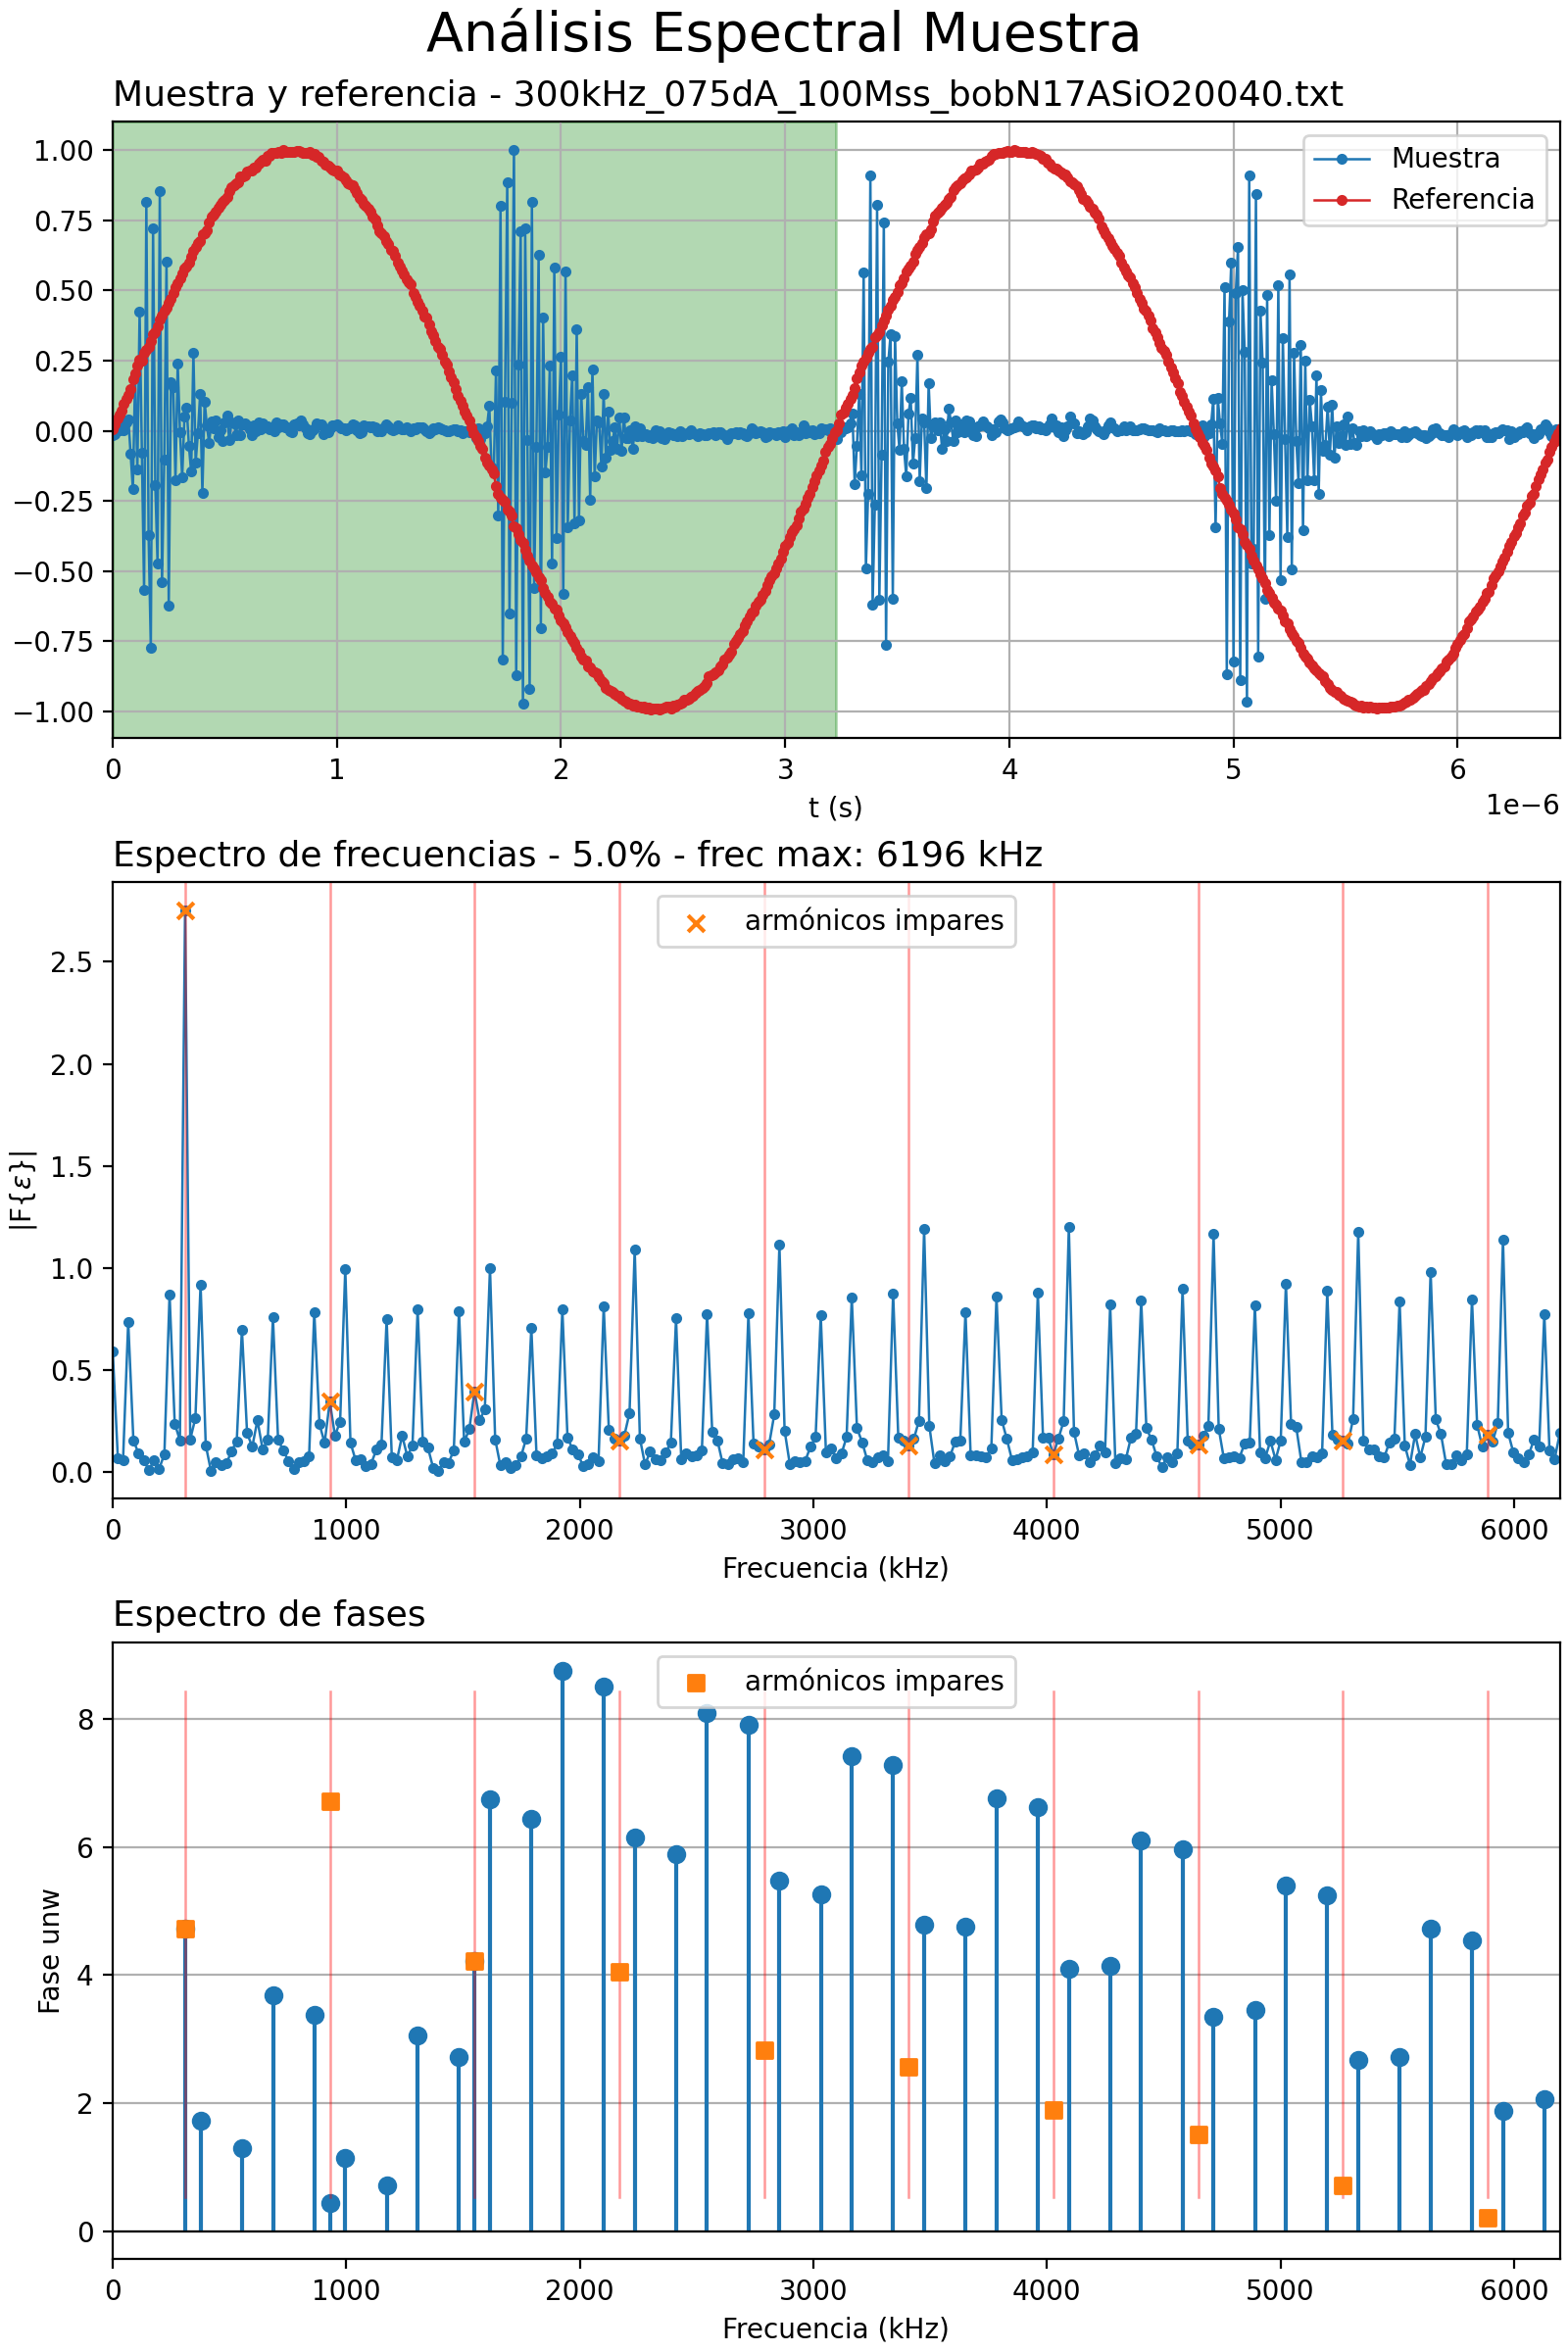 Análisis Espectral Muestra
Muestra y referencia - 300kHz_075dA_100Mss_bobN17ASiO20040.txt
1.00
0.75
0.50
0.25
0.00
−0.25
−0.50
−0.75
−1.00
Muestra
Referencia
0 1 2 3 4 5 6
t (s)
1e−6
Espectro de frecuencias - 5.0% - frec max: 6196 kHz
|F{ε}|
2.5
2.0
1.5
1.0
0.5
0.0
armónicos impares
0 1000 2000 3000 4000 5000 6000
Frecuencia (kHz)
Espectro de fases
Fase unw
8
6
4
2
0
armónicos impares
0 1000 2000 3000 4000 5000 6000
Frecuencia (kHz)